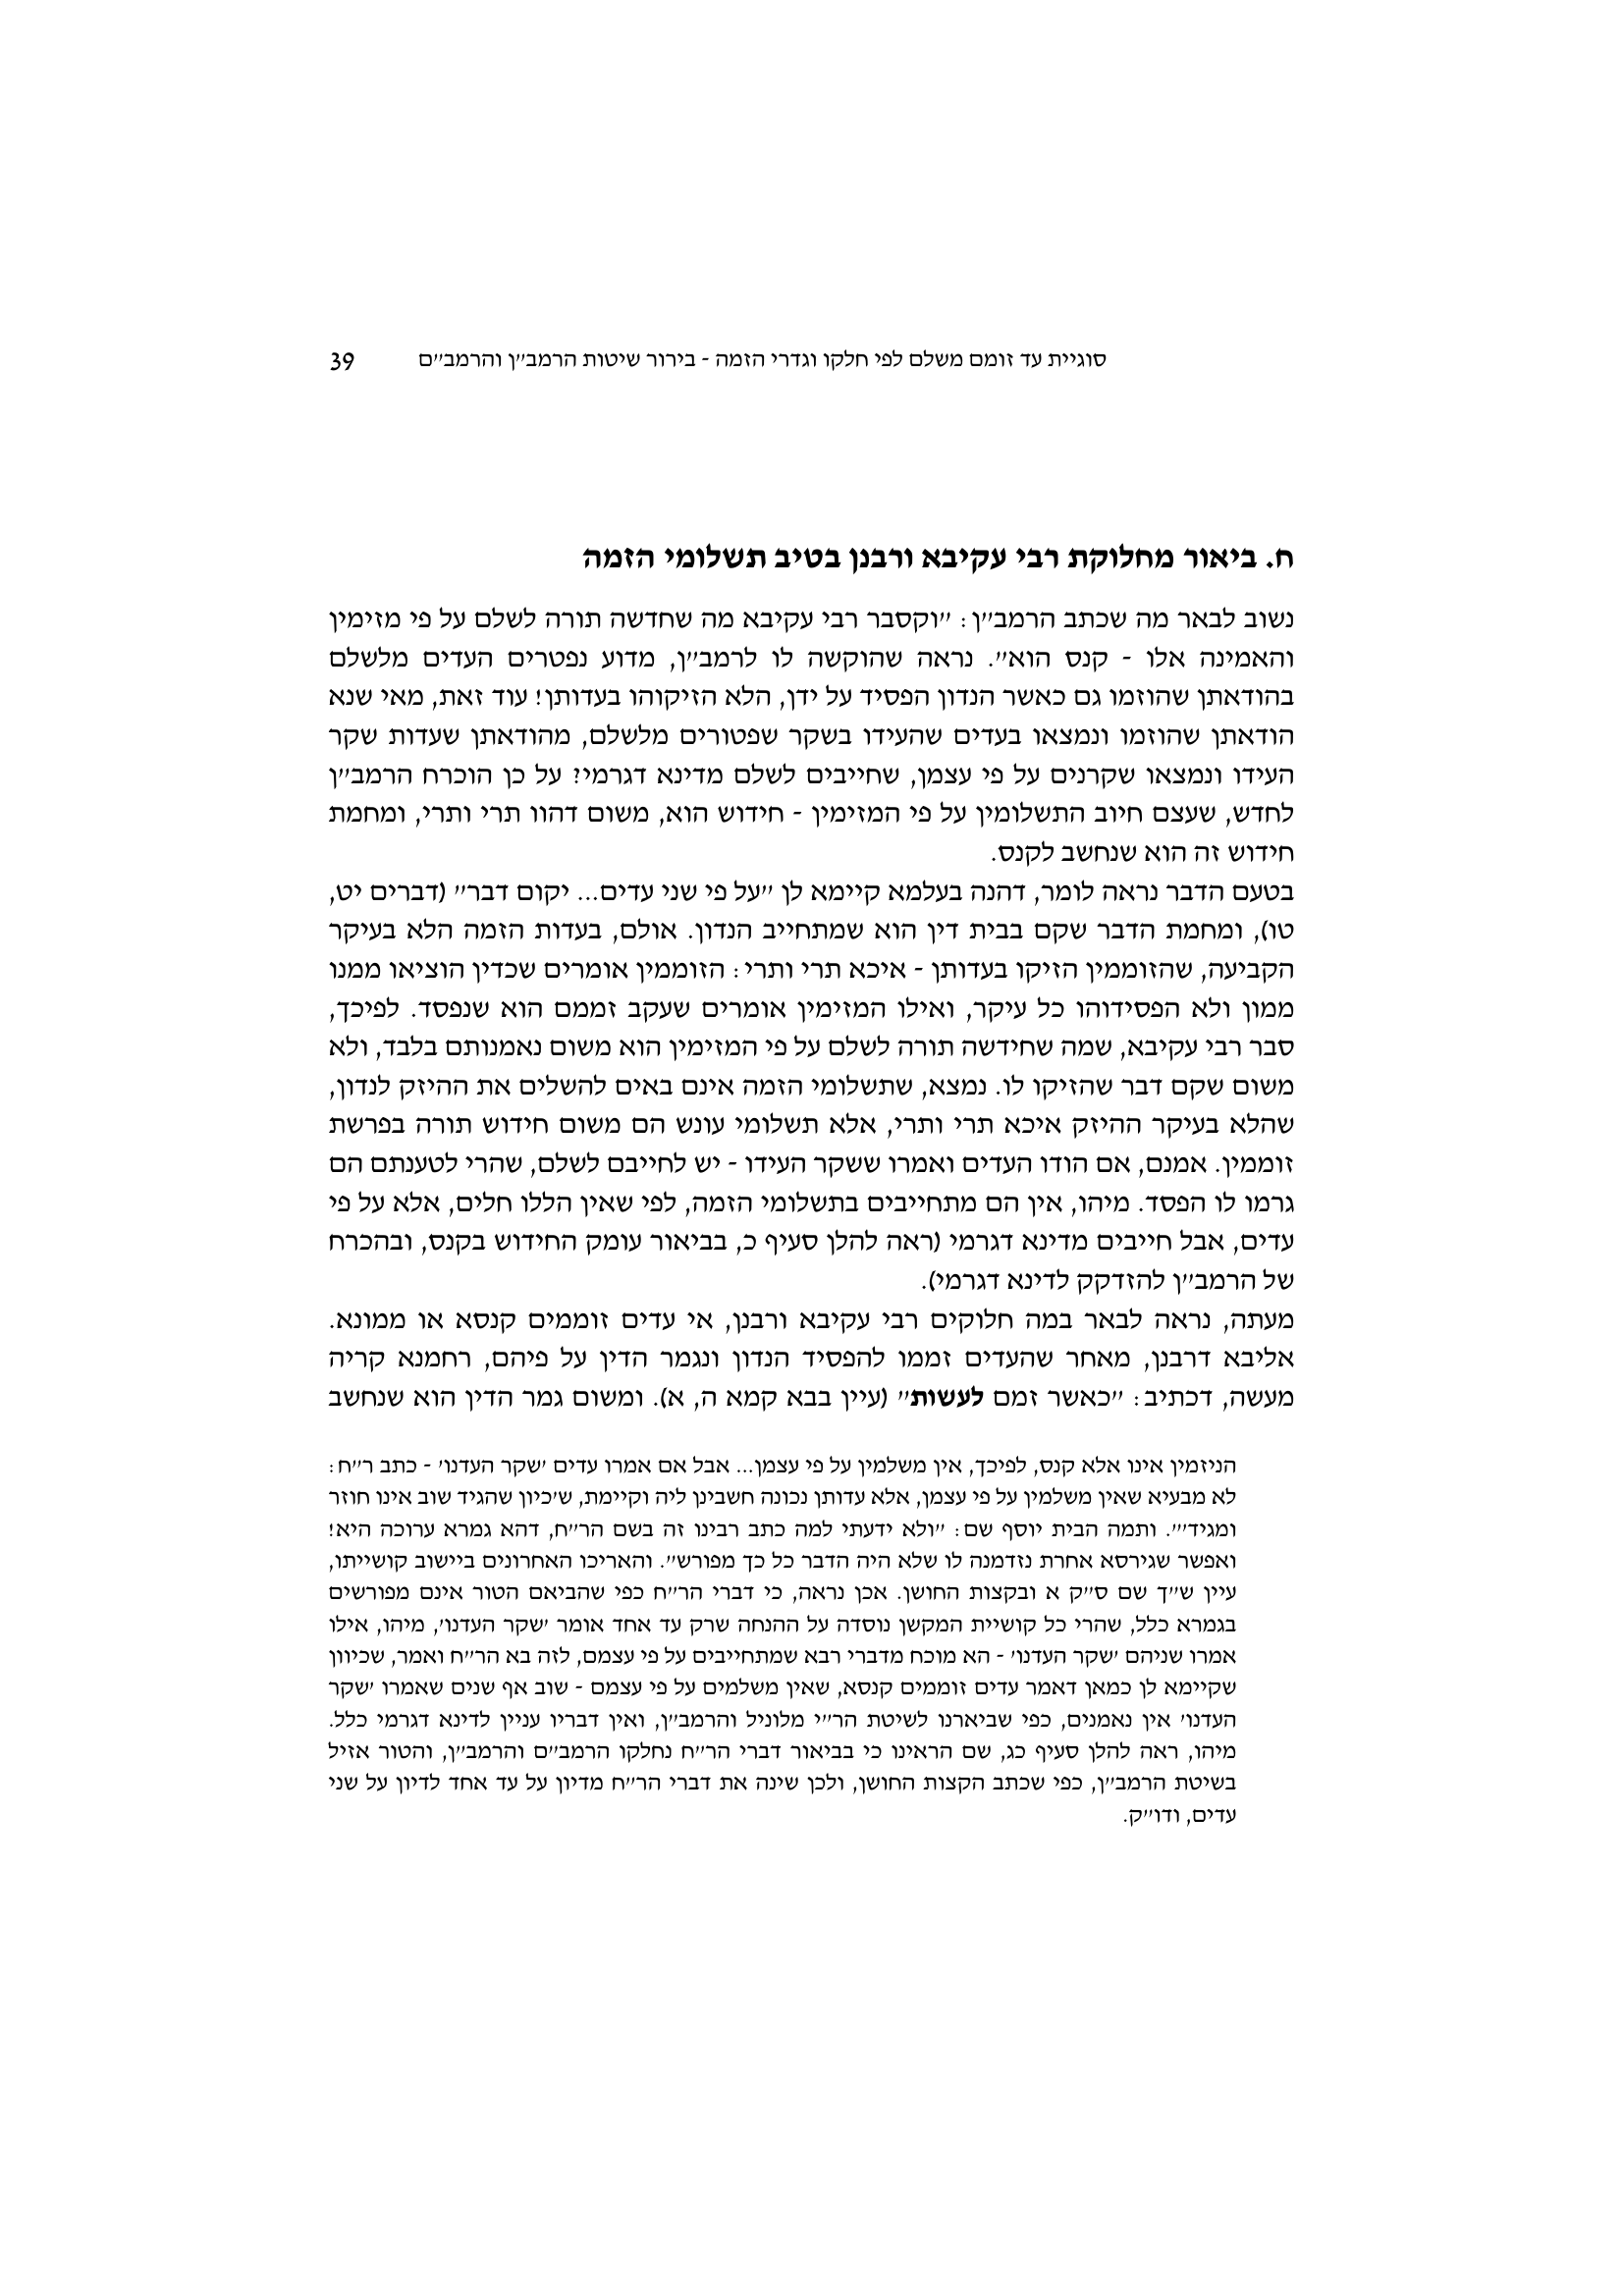 סוגיית עד זומם משלם לפי חלקו וגדרי הזמה - בירור שיטות הרמב״ן והרמב״ם 39
ח. ביאור מחלוקת רבי עקיבא ורבנן בטיב תשלומי הזמה
נשוב לבאר מה שכתב הרמב״ן: ״וקסבר רבי עקיבא מה שחדשה תורה לשלם על פי מזימין
והאמינה אלו - קנס הוא״. נראה שהוקשה לו לרמב״ן, מדוע נפטרים העדים מלשלם
בהודאתן שהוזמו גם כאשר הנדון הפסיד על ידן, הלא הזיקוהו בעדותן! עוד זאת, מאי שנא
הודאתן שהוזמו ונמצאו בעדים שהעידו בשקר שפטורים מלשלם, מהודאתן שעדות שקר
העידו ונמצאו שקרנים על פי עצמן, שחייבים לשלם מדינא דגרמי? על כן הוכרח הרמב״ן
לחדש, שעצם חיוב התשלומין על פי המזימין - חידוש הוא, משום דהוו תרי ותרי, ומחמת
חידוש זה הוא שנחשב לקנס.
בטעם הדבר נראה לומר, דהנה בעלמא קיימא לן ״על פי שני עדים... יקום דבר״ (דברים יט,
טו), ומחמת הדבר שקם בבית דין הוא שמתחייב הנדון. אולם, בעדות הזמה הלא בעיקר
הקביעה, שהזוממין הזיקו בעדותן - איכא תרי ותרי: הזוממין אומרים שכדין הוציאו ממנו
ממון ולא הפסידוהו כל עיקר, ואילו המזימין אומרים שעקב זממם הוא שנפסד. לפיכך,
סבר רבי עקיבא, שמה שחידשה תורה לשלם על פי המזימין הוא משום נאמנותם בלבד, ולא
משום שקם דבר שהזיקו לו. נמצא, שתשלומי הזמה אינם באים להשלים את ההיזק לנדון,
שהלא בעיקר ההיזק איכא תרי ותרי, אלא תשלומי עונש הם משום חידוש תורה בפרשת
זוממין. אמנם, אם הודו העדים ואמרו ששקר העידו - יש לחייבם לשלם, שהרי לטענתם הם
גרמו לו הפסד. מיהו, אין הם מתחייבים בתשלומי הזמה, לפי שאין הללו חלים, אלא על פי
עדים, אבל חייבים מדינא דגרמי (ראה להלן סעיף כ, בביאור עומק החידוש בקנס, ובהכרח
של הרמב״ן להזדקק לדינא דגרמי).
מעתה, נראה לבאר במה חלוקים רבי עקיבא ורבנן, אי עדים זוממים קנסא או ממונא.
אליבא דרבנן, מאחר שהעדים זממו להפסיד הנדון ונגמר הדין על פיהם, רחמנא קריה
מעשה, דכתיב: ״כאשר זמם לעשות״ (עיין בבא קמא ה, א). ומשום גמר הדין הוא שנחשב
הניזמין אינו אלא קנס, לפיכך, אין משלמין על פי עצמן... אבל אם אמרו עדים ׳שקר העדנו׳ - כתב ר״ח:
לא מבעיא שאין משלמין על פי עצמן, אלא עדותן נכונה חשבינן ליה וקיימת, ש׳כיון שהגיד שוב אינו חוזר
ומגיד׳״. ותמה הבית יוסף שם: ״ולא ידעתי למה כתב רבינו זה בשם הר״ח, דהא גמרא ערוכה היא!
ואפשר שגירסא אחרת נזדמנה לו שלא היה הדבר כל כך מפורש״. והאריכו האחרונים ביישוב קושייתו,
עיין ש״ך שם ס״ק א ובקצות החושן. אכן נראה, כי דברי הר״ח כפי שהביאם הטור אינם מפורשים
בגמרא כלל, שהרי כל קושיית המקשן נוסדה על ההנחה שרק עד אחד אומר ׳שקר העדנו׳, מיהו, אילו
אמרו שניהם ׳שקר העדנו׳ - הא מוכח מדברי רבא שמתחייבים על פי עצמם, לזה בא הר״ח ואמר, שכיוון
שקיימא לן כמאן דאמר עדים זוממים קנסא, שאין משלמים על פי עצמם - שוב אף שנים שאמרו ׳שקר
העדנו׳ אין נאמנים, כפי שביארנו לשיטת הר״י מלוניל והרמב״ן, ואין דבריו עניין לדינא דגרמי כלל.
מיהו, ראה להלן סעיף כג, שם הראינו כי בביאור דברי הר״ח נחלקו הרמב״ם והרמב״ן, והטור אזיל
בשיטת הרמב״ן, כפי שכתב הקצות החושן, ולכן שינה את דברי הר״ח מדיון על עד אחד לדיון על שני
עדים, ודו״ק.